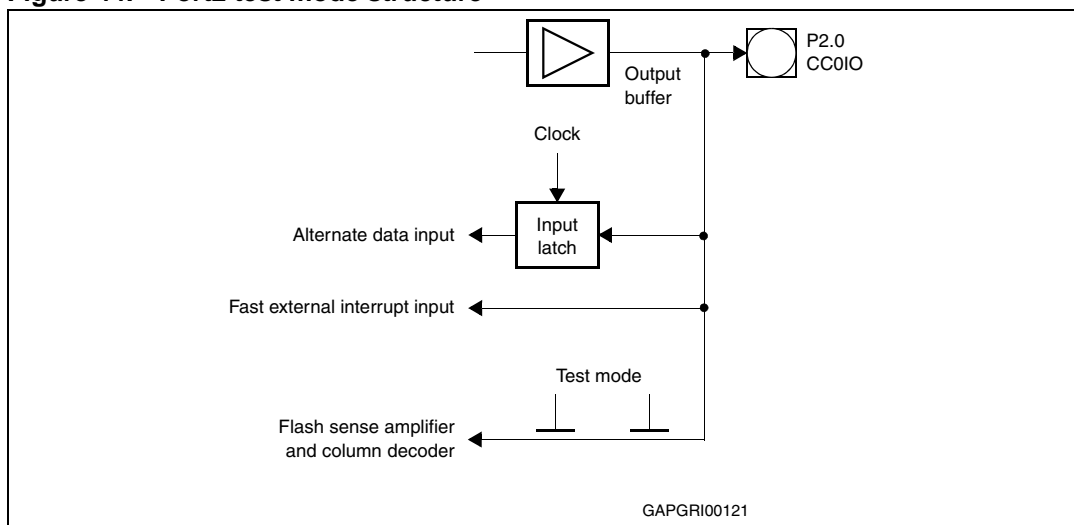 P2.0
CC0IO
Output
buffer
Clock
Input
latch
Alternate data input
Fast external interrupt input
Test mode
Flash sense amplifier
and column decoder
GAPGRI00121